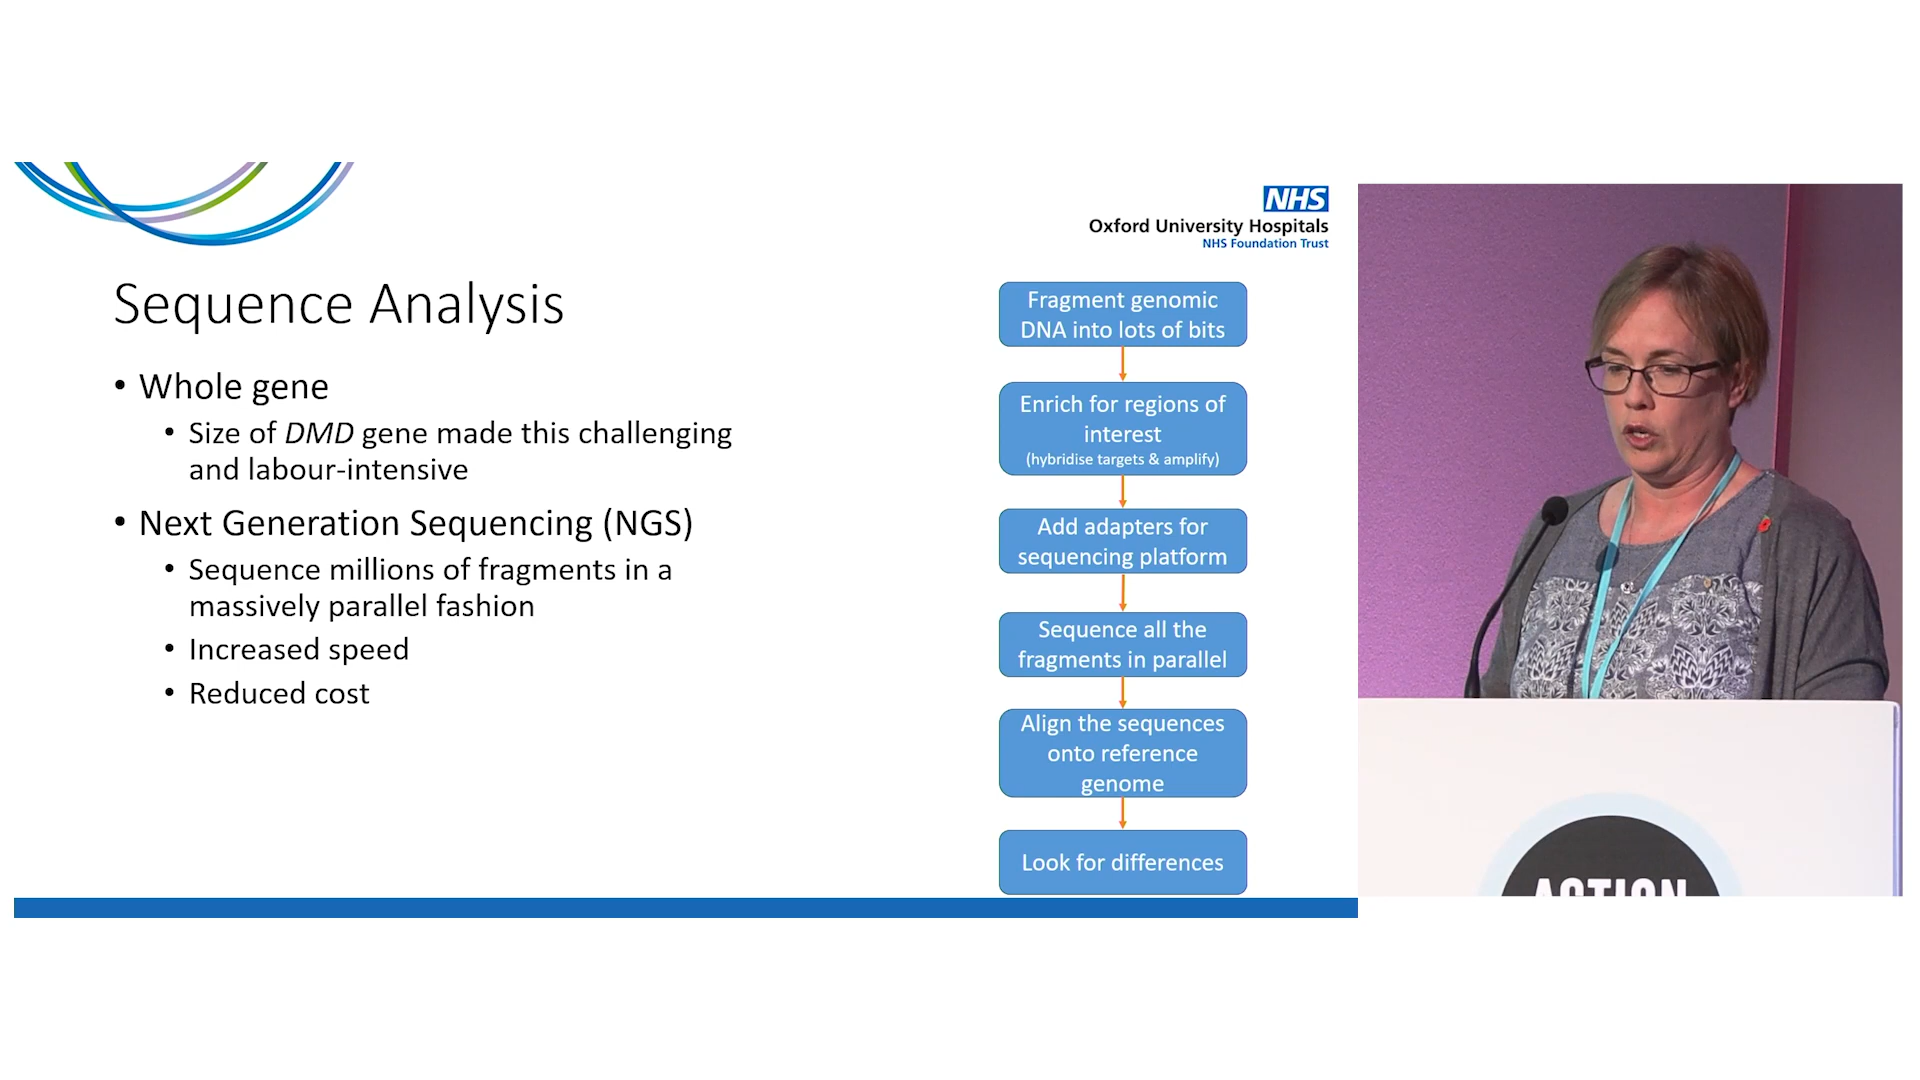 NHS
Oxford University Hospitals
NHS Foundation Trust
Sequence Analysis
• Whole gene
• Size of DMD gene made this challenging
and labour-intensive
• Next Generation Sequencing (NGS)
• Sequence millions of fragments in a
massively parallel fashion
• Increased speed
• Reduced cost
Fragment genomic
DNA into lots of bits
Enrich for regions of
interest
(hybridise targets & amplify)
Add adapters for
sequencing platform
Sequence all the
fragments in parallel
Align the sequences
onto reference
genome
Look for differences
ACTION